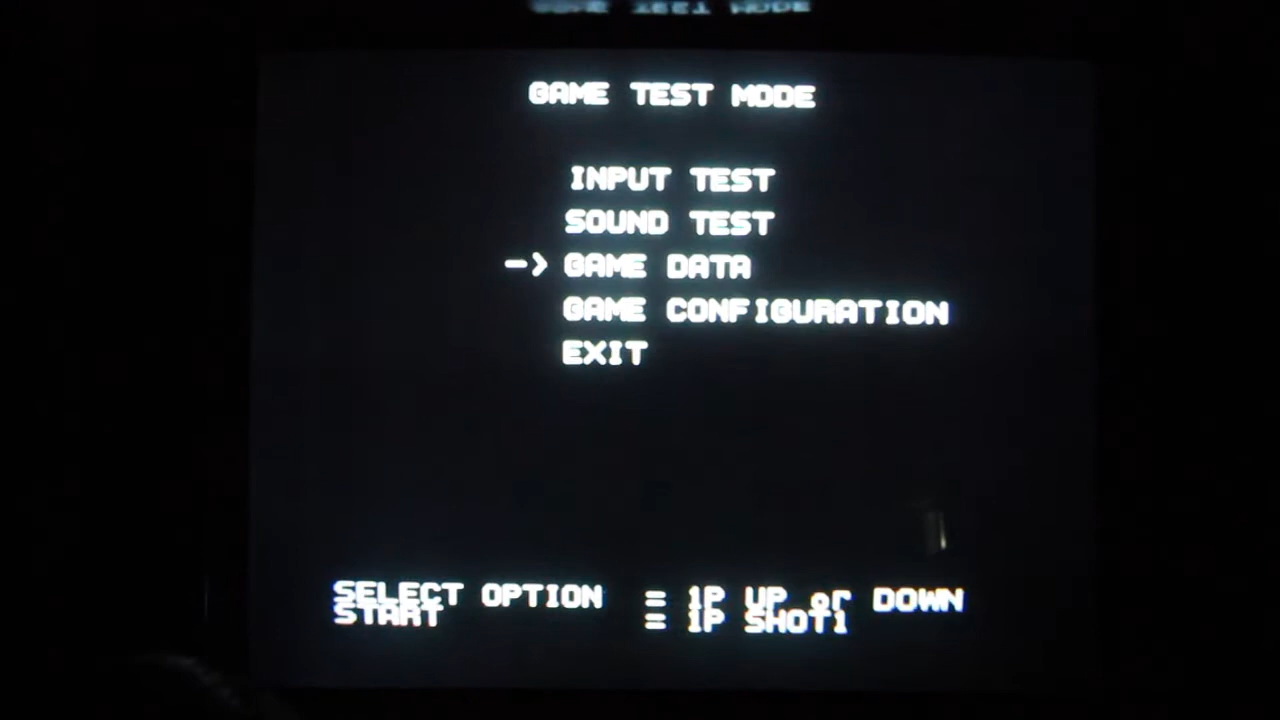 GAME TEST MODE
INPUT TEST
SOUND TEST
-> GAME DATA
GAME CONFIGURATION
EXIT
SELECT OPTION = 1P UP or DOWN
START = 1P SHOT1